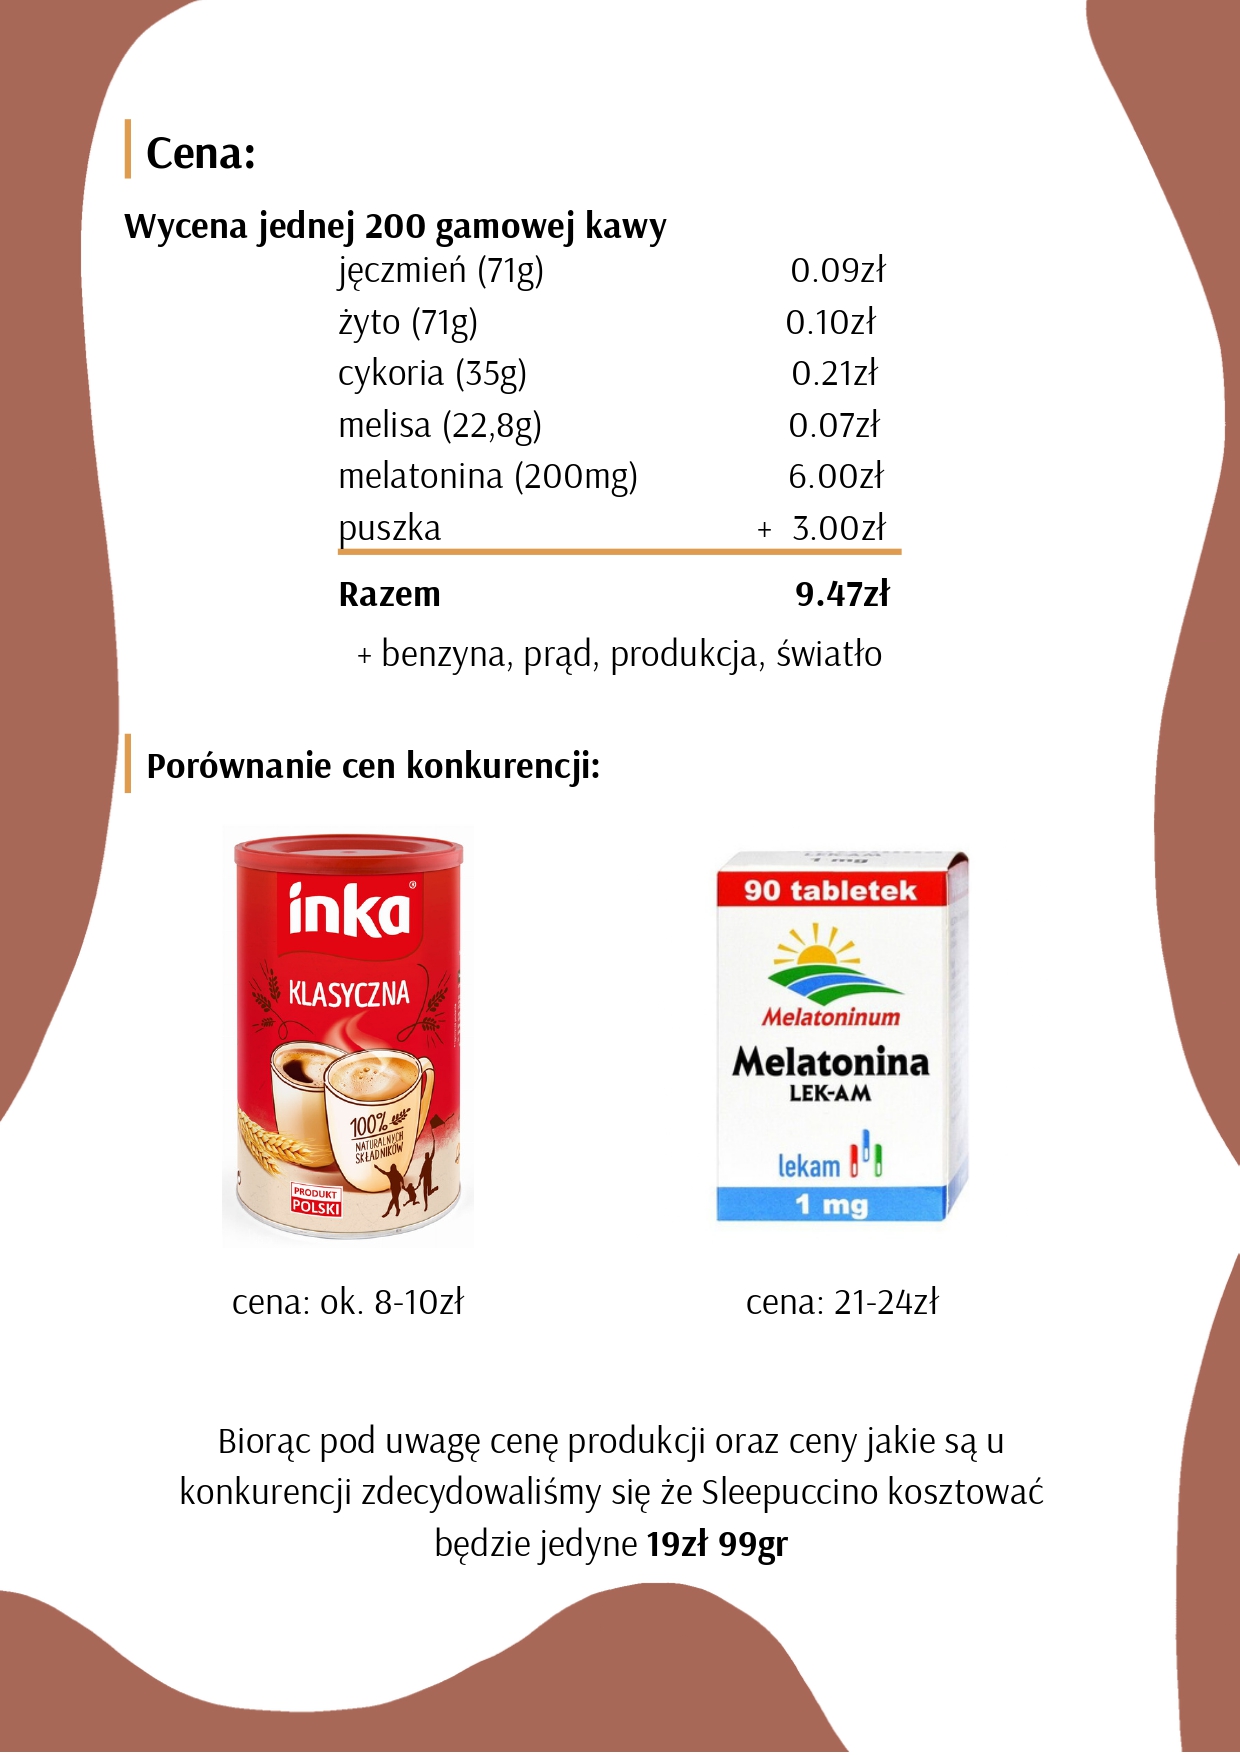 Cena:
Wycena jednej 200 gamowej kawy
jęczmień (71g) 0.09zł
żyto (71g) 0.10zł
cykoria (35g) 0.21zł
melisa (22,8g) 0.07zł
melatonina (200mg) 6.00zł
puszka + 3.00zł
Razem 9.47zł
+ benzyna, prąd, produkcja, światło
Porównanie cen konkurencji:
inka®
KLASYCZNA
100%
NATURALNYCH
SKŁADNIKÓW
PRODUKT
POLSKI
LEK-AM
1 mg
90 tabletek
Melatoninum
Melatonina
LEK-AM
lekam
1 mg
cena: ok. 8-10zł
cena: 21-24zł
Biorąc pod uwagę cenę produkcji oraz ceny jakie są u
konkurencji zdecydowaliśmy się że Sleepuccino kosztować
będzie jedyne 19zł 99gr